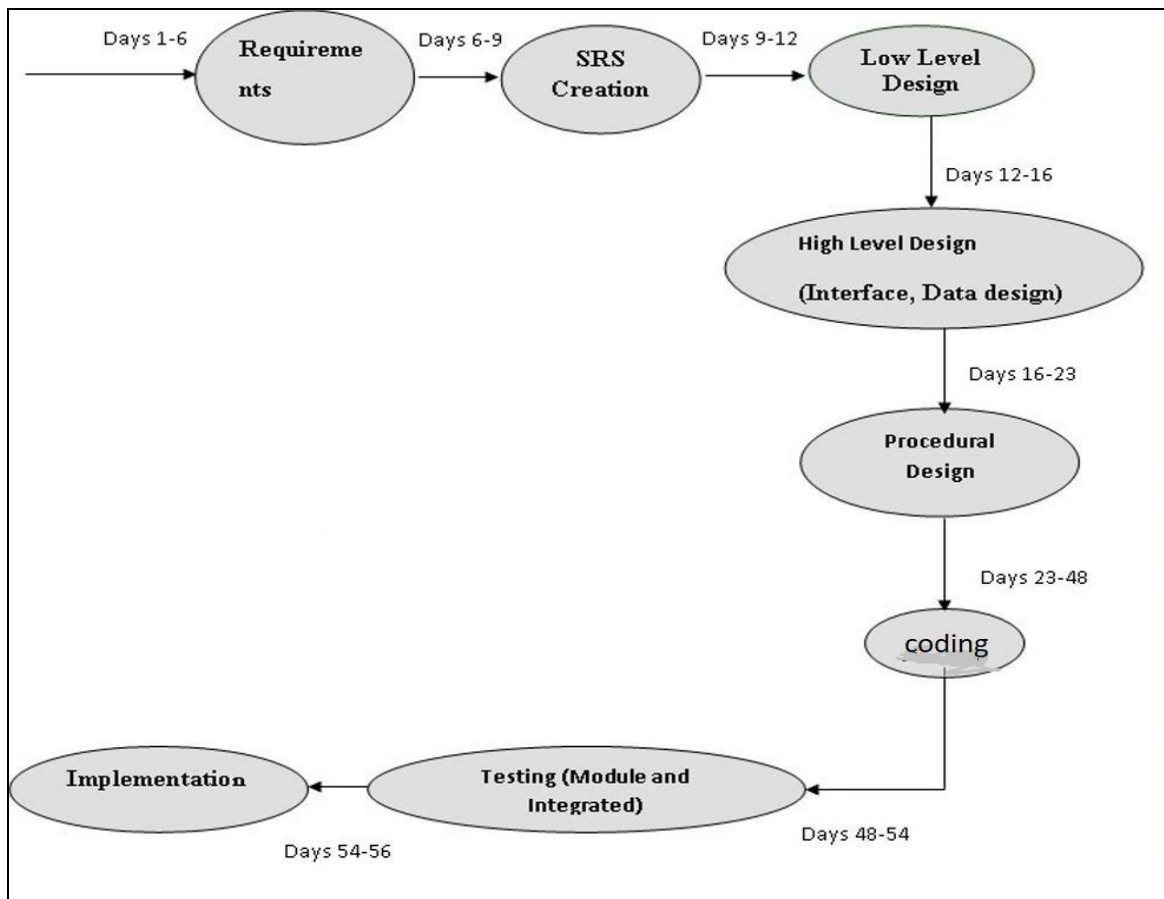 Days 1-6
Requireme
nts
Days 6-9
SRS
Creation
Days 9-12
Low Level
Design
Days 12-16
High Level Design
(Interface, Data design)
Days 16-23
Procedural
Design
Days 23-48
coding
Days 48-54
Testing (Module and
Integrated)
Days 54-56
Implementation